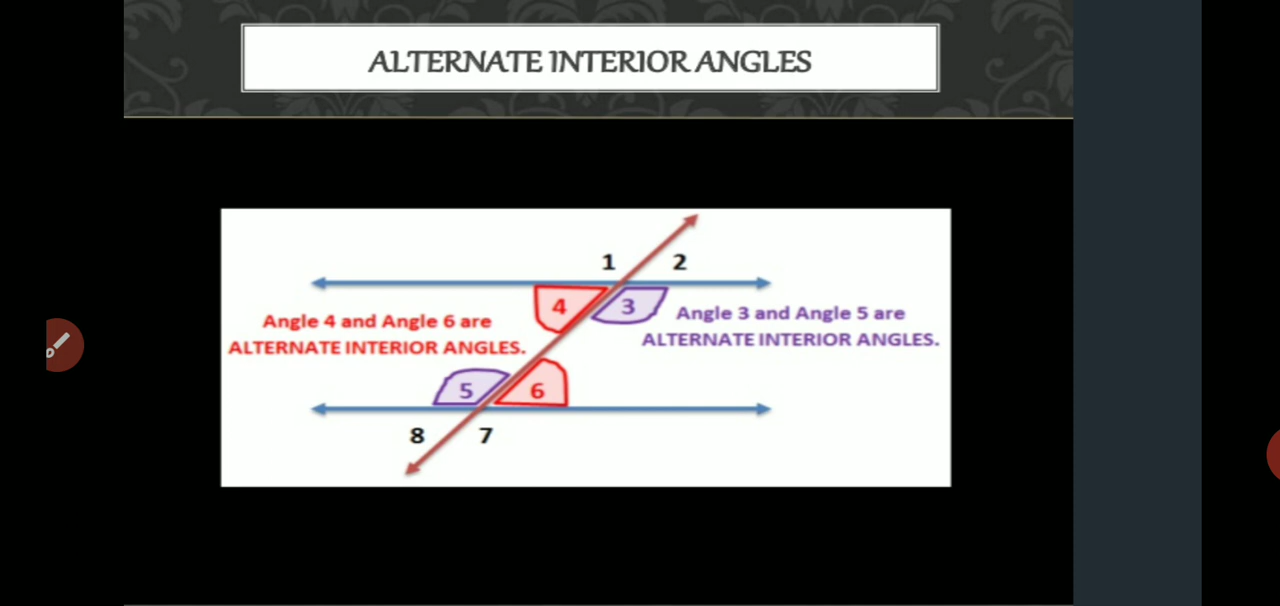 ALTERNATE INTERIOR ANGLES
1 2
4 3
Angle 4 and Angle 6 are
ALTERNATE INTERIOR ANGLES.
Angle 3 and Angle 5 are
ALTERNATE INTERIOR ANGLES.
5 6
8 7